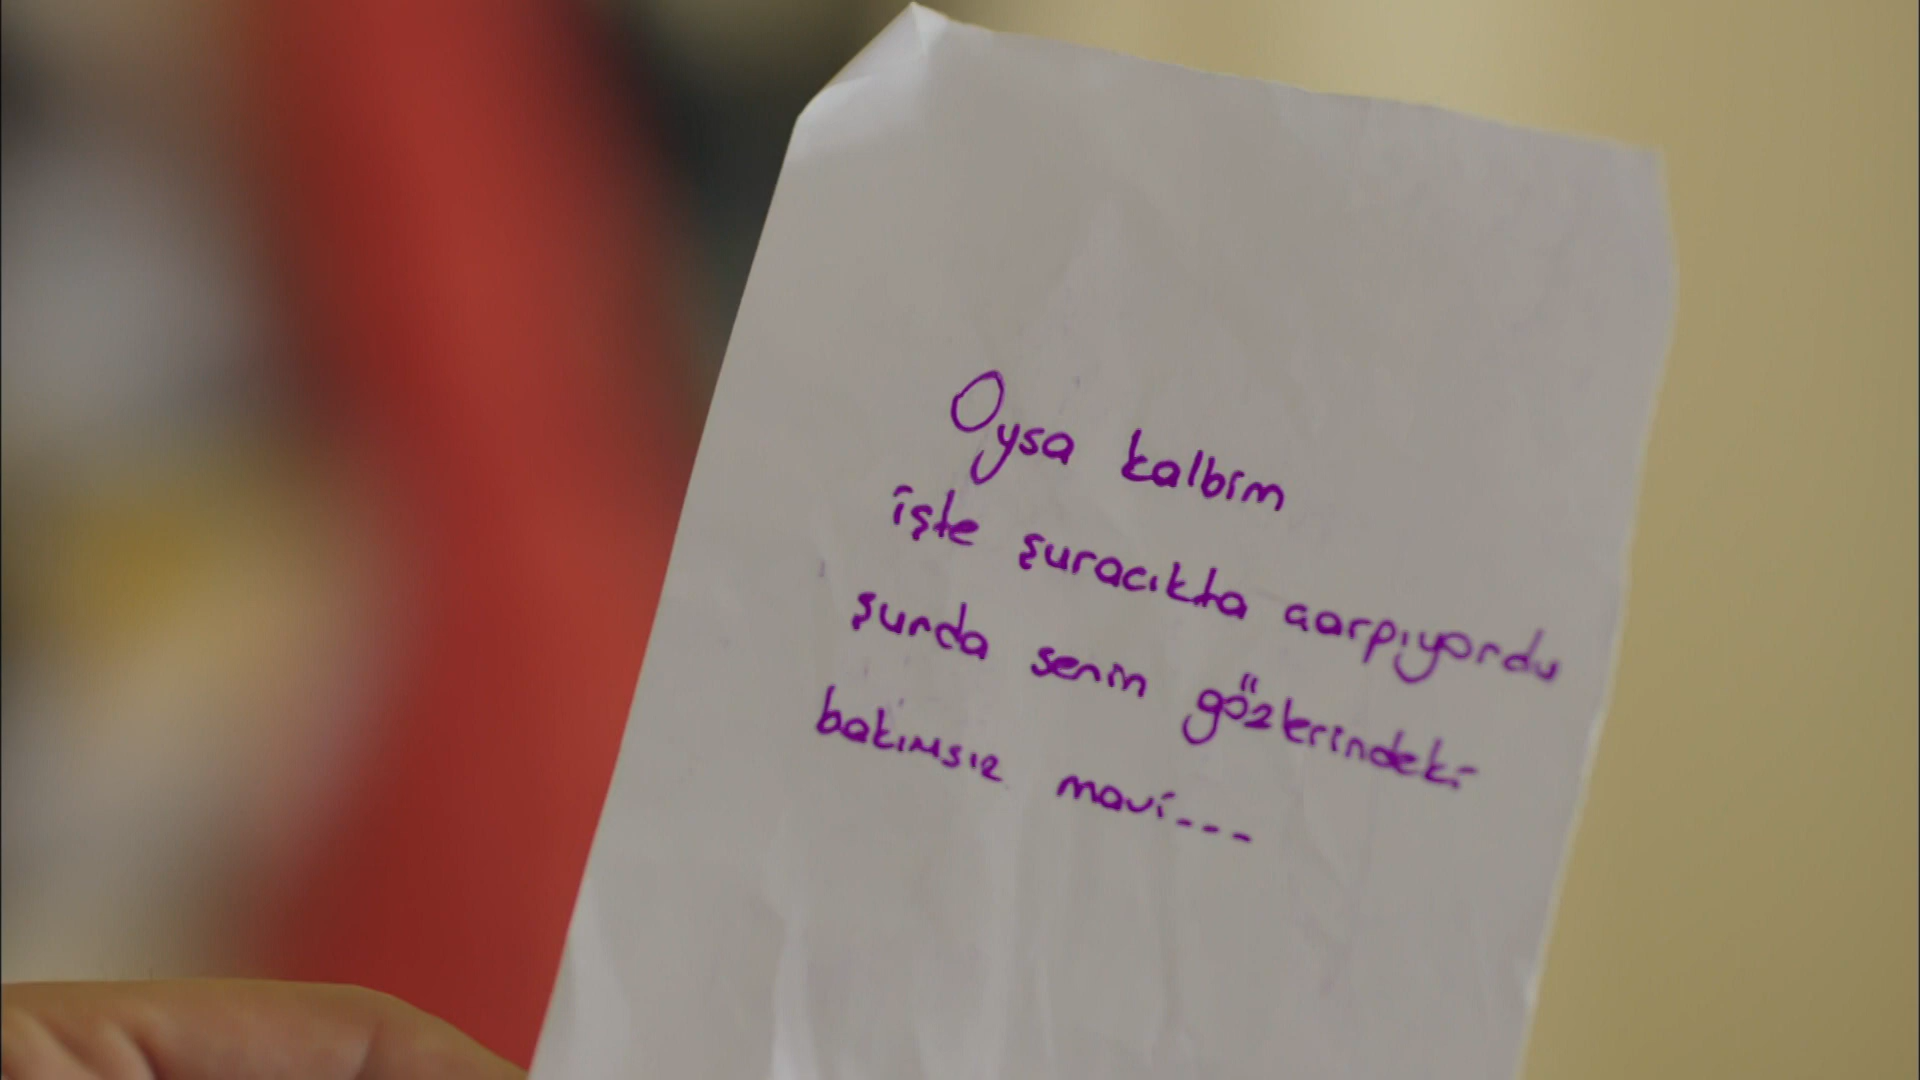 Oysa kalbim
işte şuracıkta çarpıyordu
şurda senin gözlerindeki
bakımsız mavi...